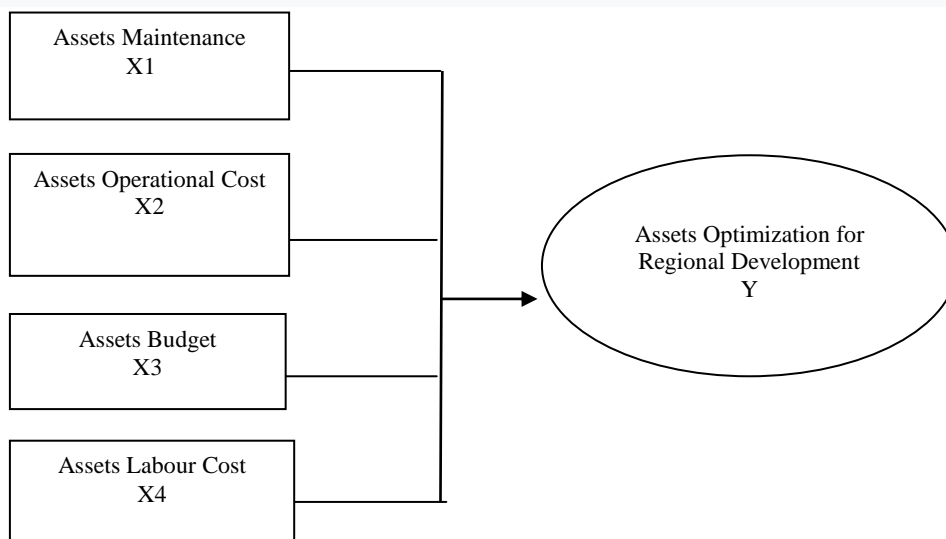 Assets Maintenance
X1
Assets Operational Cost
X2
Assets Budget
X3
Assets Labour Cost
X4
Assets Optimization for
Regional Development
Y